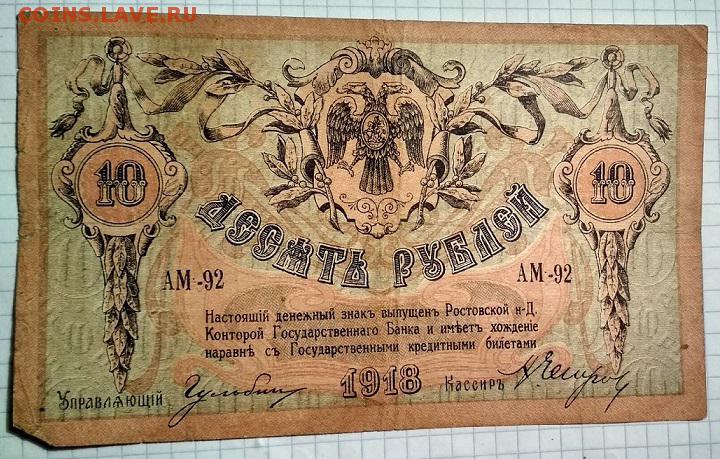 COINS.LAVE.RU
10
10
ДЕСЯТЬ РУБЛЕЙ
АМ-92
АМ-92
Настоящій денежный знакъ выпущенъ Ростовской н-Д.
Конторой Государственнаго Банка и имѣетъ хожденіе
наравнѣ съ Государственными кредитными билетами
Управляющій
1918
Кассиръ